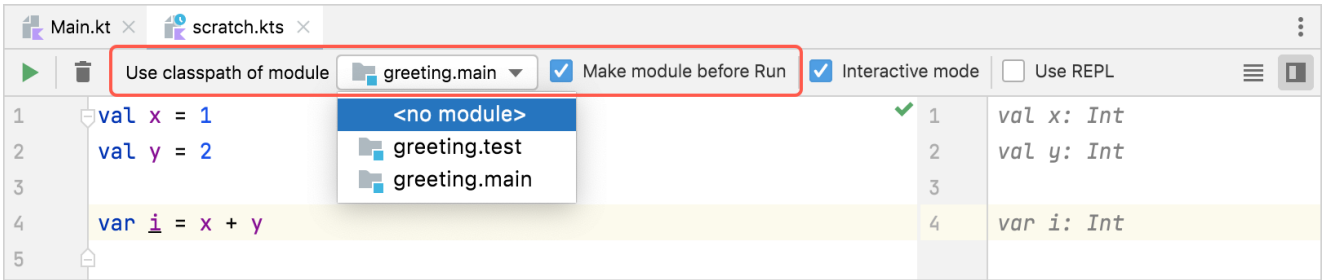 Main.kt scratch.kts
Use classpath of module greeting.main Make module before Run Interactive mode Use REPL
<no module>
greeting.test
greeting.main
1 val x = 1
2 val y = 2
3
4 var i = x + y
5
1 val x: Int
2 val y: Int
3
4 var i: Int